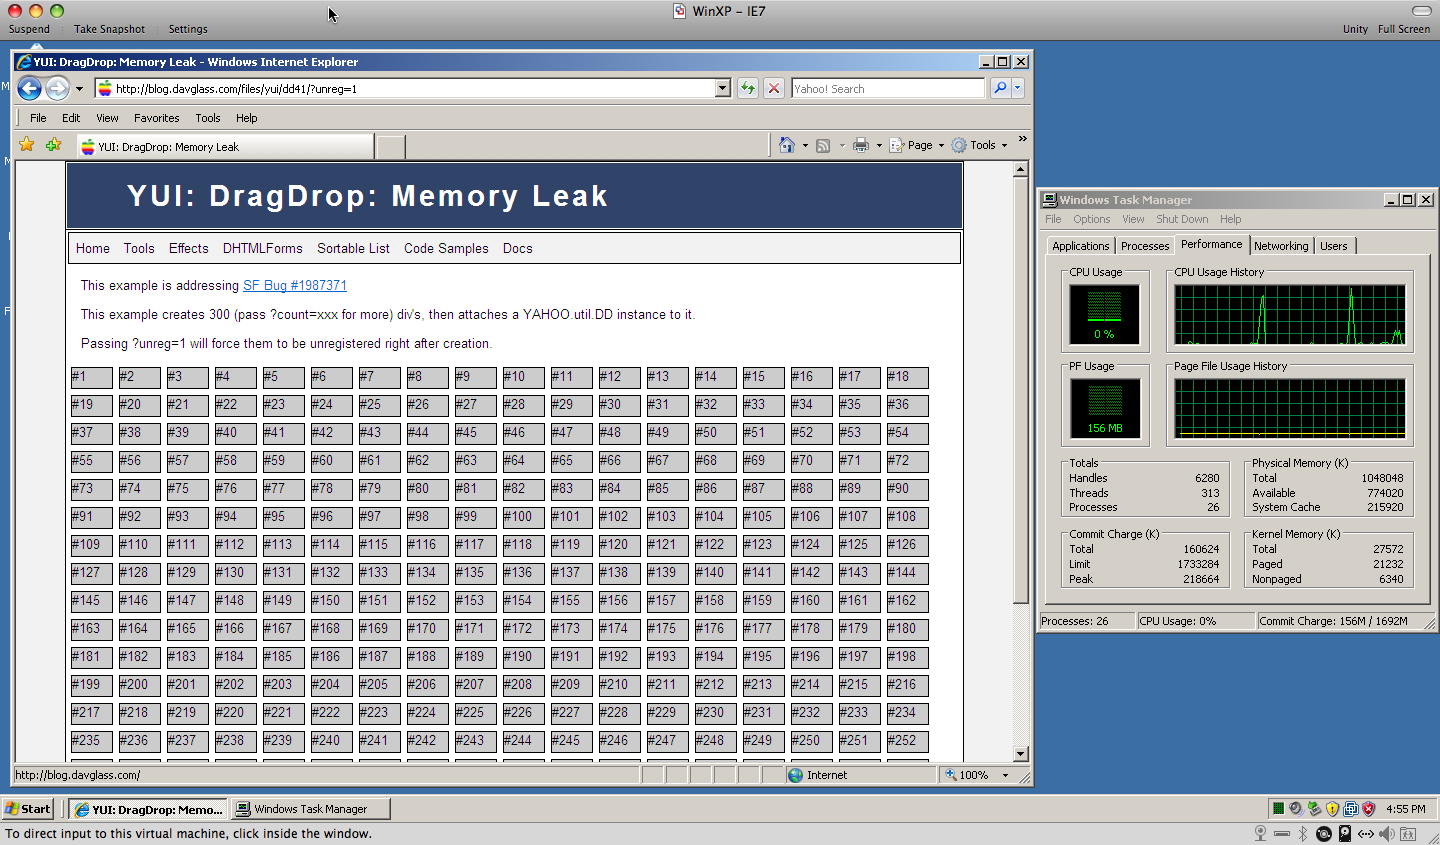 WinXP – IE7
Suspend Take Snapshot Settings Unity Full Screen
YUI: DragDrop: Memory Leak - Windows Internet Explorer
http://blog.davglass.com/files/yui/dd41/?unreg=1 Yahoo! Search
File Edit View Favorites Tools Help
YUI: DragDrop: Memory Leak Page Tools »
YUI: DragDrop: Memory Leak
Home Tools Effects DHTMLForms Sortable List Code Samples Docs
This example is addressing SF Bug #1987371
This example creates 300 (pass ?count=xxx for more) div's, then attaches a YAHOO.util.DD instance to it.
Passing ?unreg=1 will force them to be unregistered right after creation.
#1 #2 #3 #4 #5 #6 #7 #8 #9 #10 #11 #12 #13 #14 #15 #16 #17 #18
#19 #20 #21 #22 #23 #24 #25 #26 #27 #28 #29 #30 #31 #32 #33 #34 #35 #36
#37 #38 #39 #40 #41 #42 #43 #44 #45 #46 #47 #48 #49 #50 #51 #52 #53 #54
#55 #56 #57 #58 #59 #60 #61 #62 #63 #64 #65 #66 #67 #68 #69 #70 #71 #72
#73 #74 #75 #76 #77 #78 #79 #80 #81 #82 #83 #84 #85 #86 #87 #88 #89 #90
#91 #92 #93 #94 #95 #96 #97 #98 #99 #100 #101 #102 #103 #104 #105 #106 #107 #108
#109 #110 #111 #112 #113 #114 #115 #116 #117 #118 #119 #120 #121 #122 #123 #124 #125 #126
#127 #128 #129 #130 #131 #132 #133 #134 #135 #136 #137 #138 #139 #140 #141 #142 #143 #144
#145 #146 #147 #148 #149 #150 #151 #152 #153 #154 #155 #156 #157 #158 #159 #160 #161 #162
#163 #164 #165 #166 #167 #168 #169 #170 #171 #172 #173 #174 #175 #176 #177 #178 #179 #180
#181 #182 #183 #184 #185 #186 #187 #188 #189 #190 #191 #192 #193 #194 #195 #196 #197 #198
#199 #200 #201 #202 #203 #204 #205 #206 #207 #208 #209 #210 #211 #212 #213 #214 #215 #216
#217 #218 #219 #220 #221 #222 #223 #224 #225 #226 #227 #228 #229 #230 #231 #232 #233 #234
#235 #236 #237 #238 #239 #240 #241 #242 #243 #244 #245 #246 #247 #248 #249 #250 #251 #252
http://blog.davglass.com/ Internet 100%
Windows Task Manager
File Options View Shut Down Help
Applications Processes Performance Networking Users
CPU Usage CPU Usage History
0 %
PF Usage Page File Usage History
156 MB
Totals
Handles 6280
Threads 313
Processes 26
Physical Memory (K)
Total 1048048
Available 774020
System Cache 215920
Commit Charge (K)
Total 160624
Limit 1733284
Peak 218664
Kernel Memory (K)
Total 27572
Paged 21232
Nonpaged 6340
Processes: 26 CPU Usage: 0% Commit Charge: 156M / 1692M
Start YUI: DragDrop: Memo... Windows Task Manager 4:55 PM
To direct input to this virtual machine, click inside the window.